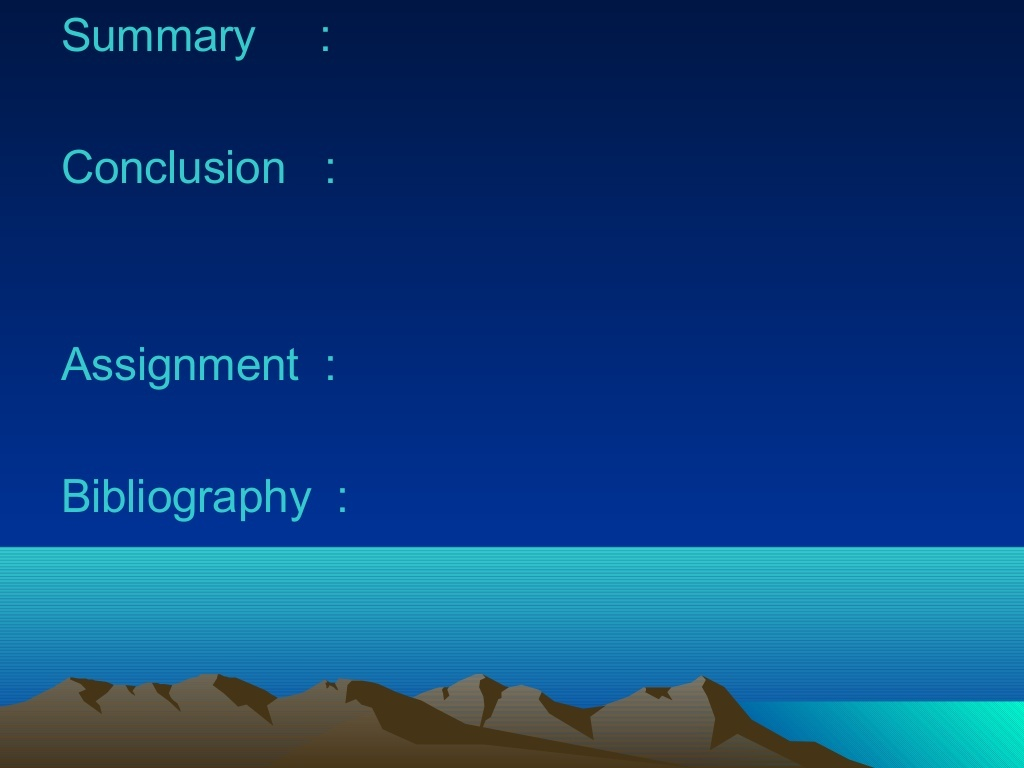 Summary :
Conclusion :
Assignment :
Bibliography :